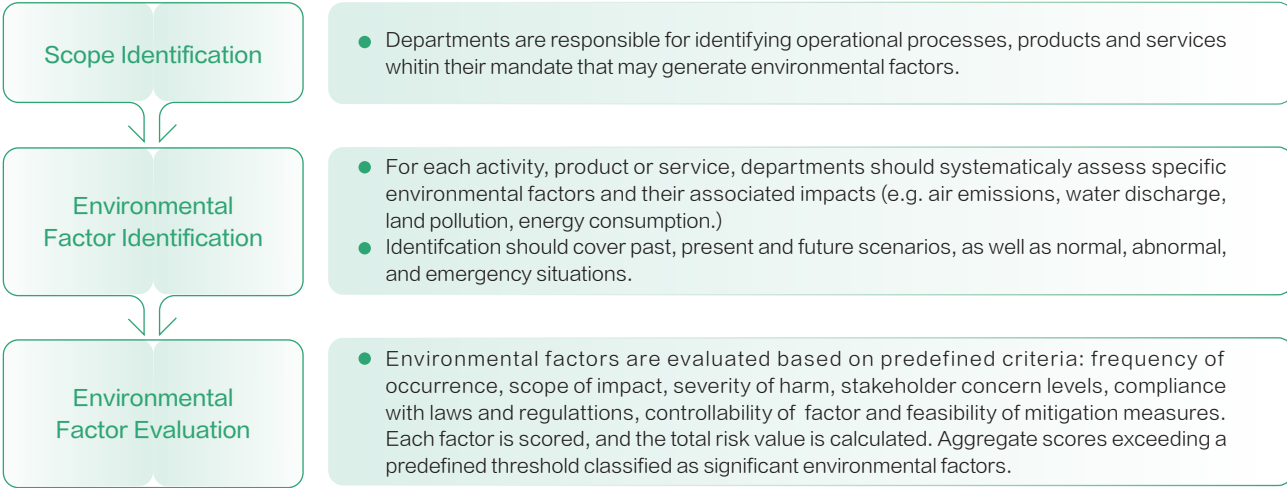 Scope Identification
● Departments are responsible for identifying operational processes, products and services
whitin their mandate that may generate environmental factors.
Environmental
Factor Identification
● For each activity, product or service, departments should systematicaly assess specific
environmental factors and their associated impacts (e.g. air emissions, water discharge,
land pollution, energy consumption.)
● Identifcation should cover past, present and future scenarios, as well as normal, abnormal,
and emergency situations.
Environmental
Factor Evaluation
● Environmental factors are evaluated based on predefined criteria: frequency of
occurrence, scope of impact, severity of harm, stakeholder concern levels, compliance
with laws and regulattions, controllability of factor and feasibility of mitigation measures.
Each factor is scored, and the total risk value is calculated. Aggregate scores exceeding a
predefined threshold classified as significant environmental factors.